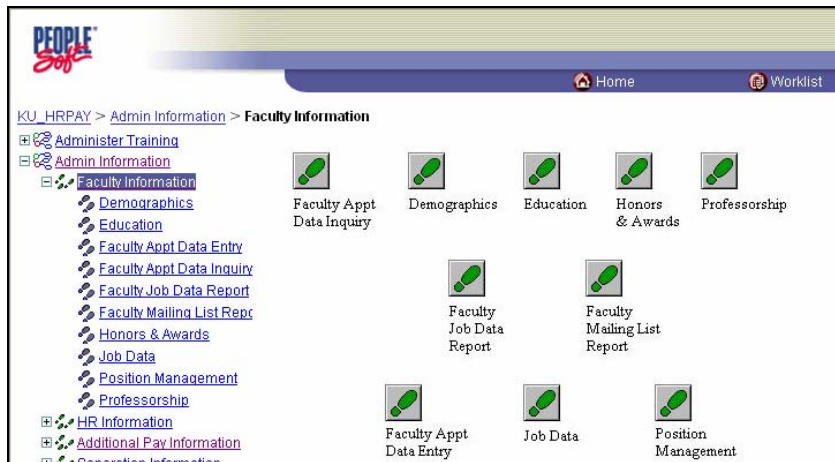 PEOPLE
Soft
Home
Worklist
KU_HRPAY > Admin Information > Faculty Information
Administer Training
Admin Information
Faculty Information
Demographics
Education
Faculty Appt Data Entry
Faculty Appt Data Inquiry
Faculty Job Data Report
Faculty Mailing List Repo
Honors & Awards
Job Data
Position Management
Professorship
HR Information
Additional Pay Information
Separation Information
Faculty Appt
Data Inquiry
Demographics
Education
Honors
& Awards
Professorship
Faculty
Job Data
Report
Faculty
Mailing List
Report
Faculty Appt
Data Entry
Job Data
Position
Management